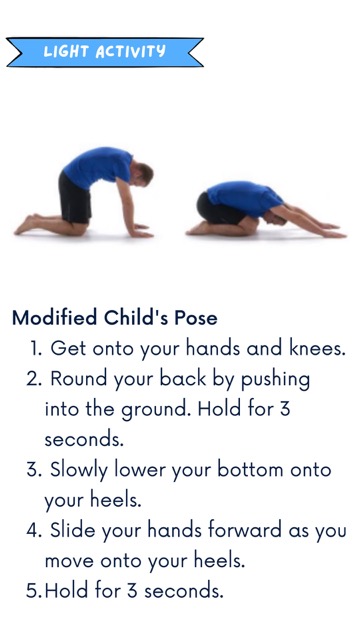 LIGHT ACTIVITY
Modified Child's Pose
1. Get onto your hands and knees.
2. Round your back by pushing
into the ground. Hold for 3
seconds.
3. Slowly lower your bottom onto
your heels.
4. Slide your hands forward as you
move onto your heels.
5.Hold for 3 seconds.